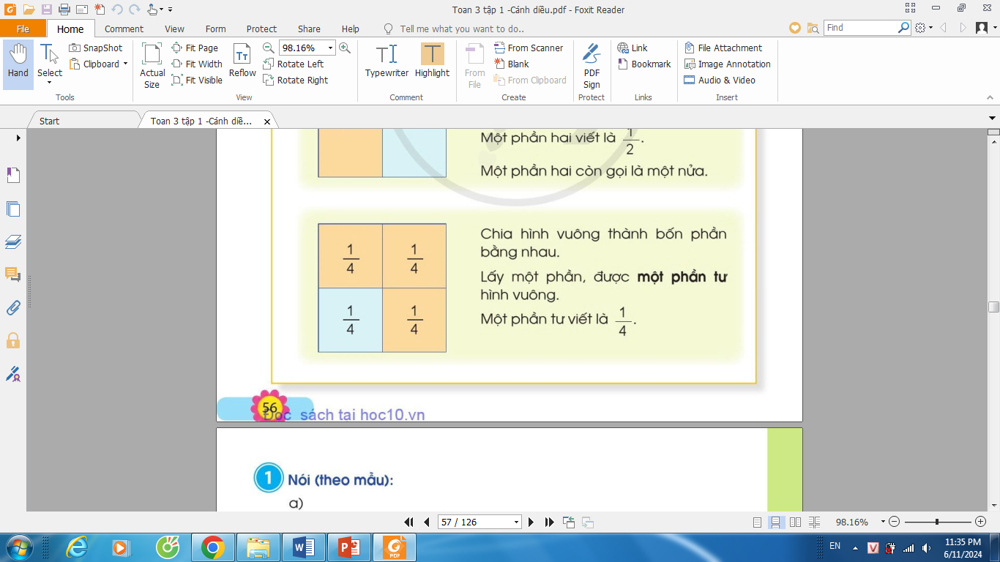 Toan 3 tập 1 -Cánh diều.pdf - Foxit Reader
File Home Comment View Form Protect Share Help Tell me what you want to do.. Find
Hand Select SnapShot Clipboard Actual Size Fit Page Fit Width Fit Visible Reflow 98.16% Rotate Left Rotate Right Typewriter Highlight From File From Scanner Blank From Clipboard PDF Sign Link Bookmark File Attachment Image Annotation Audio & Video
Tools View Comment Create Protect Links Insert
Start Toan 3 tập 1 -Cánh diề...
Một phần hai viết là 1/2.
Một phần hai còn gọi là một nửa.
1/4 1/4
1/4 1/4
Chia hình vuông thành bốn phần
bằng nhau.
Lấy một phần, được một phần tư
hình vuông.
Một phần tư viết là 1/4.
56
Đọc sách tại hoc10.vn
1 Nói (theo mẫu):
a)
57 / 126 98.16%
PDF
EN 11:35 PM
6/11/2024